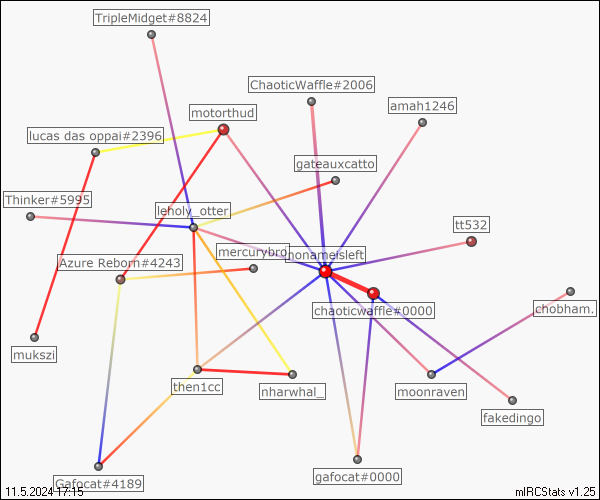 TripleMidget#8824
ChaoticWaffle#2006
amah1246
motorthud
lucas das oppai#2396
gateauxcatto
Thinker#5995
leholy_otter
tt532
mercurybro
nonameisleft
Azure Reborn#4243
chaoticwaffle#0000
chobham.
mukszi
then1cc
nharwhal_
moonraven
fakedingo
gafocat#0000
Gafocat#4189
11.5.2024 17:15
mIRCStats v1.25